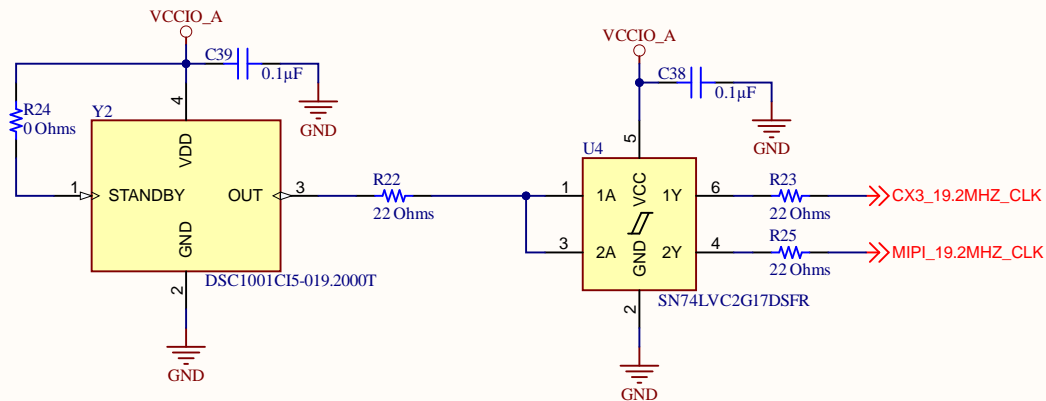 VCCIO_A
C39
0.1µF
GND
R24
0 Ohms
Y2
4
VDD
1
STANDBY
OUT
3
GND
2
DSC1001CI5-019.2000T
GND
R22
22 Ohms
VCCIO_A
C38
0.1µF
GND
U4
5
VCC
1
1A
1Y
6
3
2A
2Y
4
GND
2
SN74LVC2G17DSFR
GND
R23
22 Ohms
CX3_19.2MHZ_CLK
R25
22 Ohms
MIPI_19.2MHZ_CLK